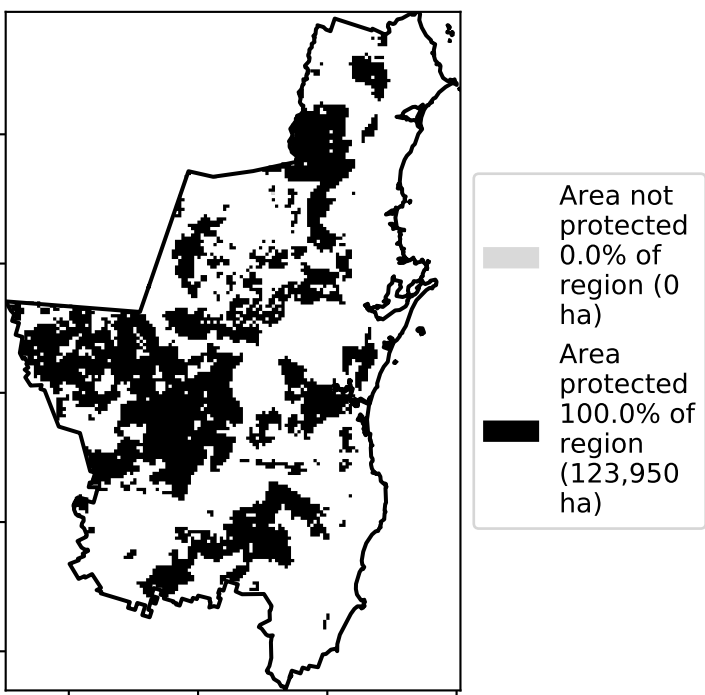 Area not
protected
0.0% of
region (0
ha)
Area
protected
100.0% of
region
(123,950
ha)